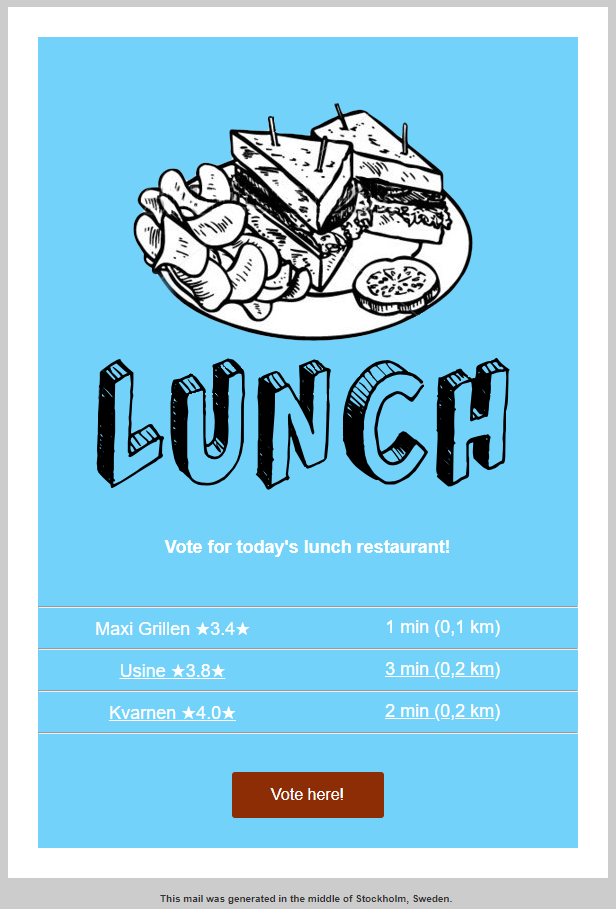 LUNCH
Vote for today's lunch restaurant!
Maxi Grillen ★3.4★ 1 min (0,1 km)
Usine ★3.8★ 3 min (0,2 km)
Kvarnen ★4.0★ 2 min (0,2 km)
Vote here!
This mail was generated in the middle of Stockholm, Sweden.